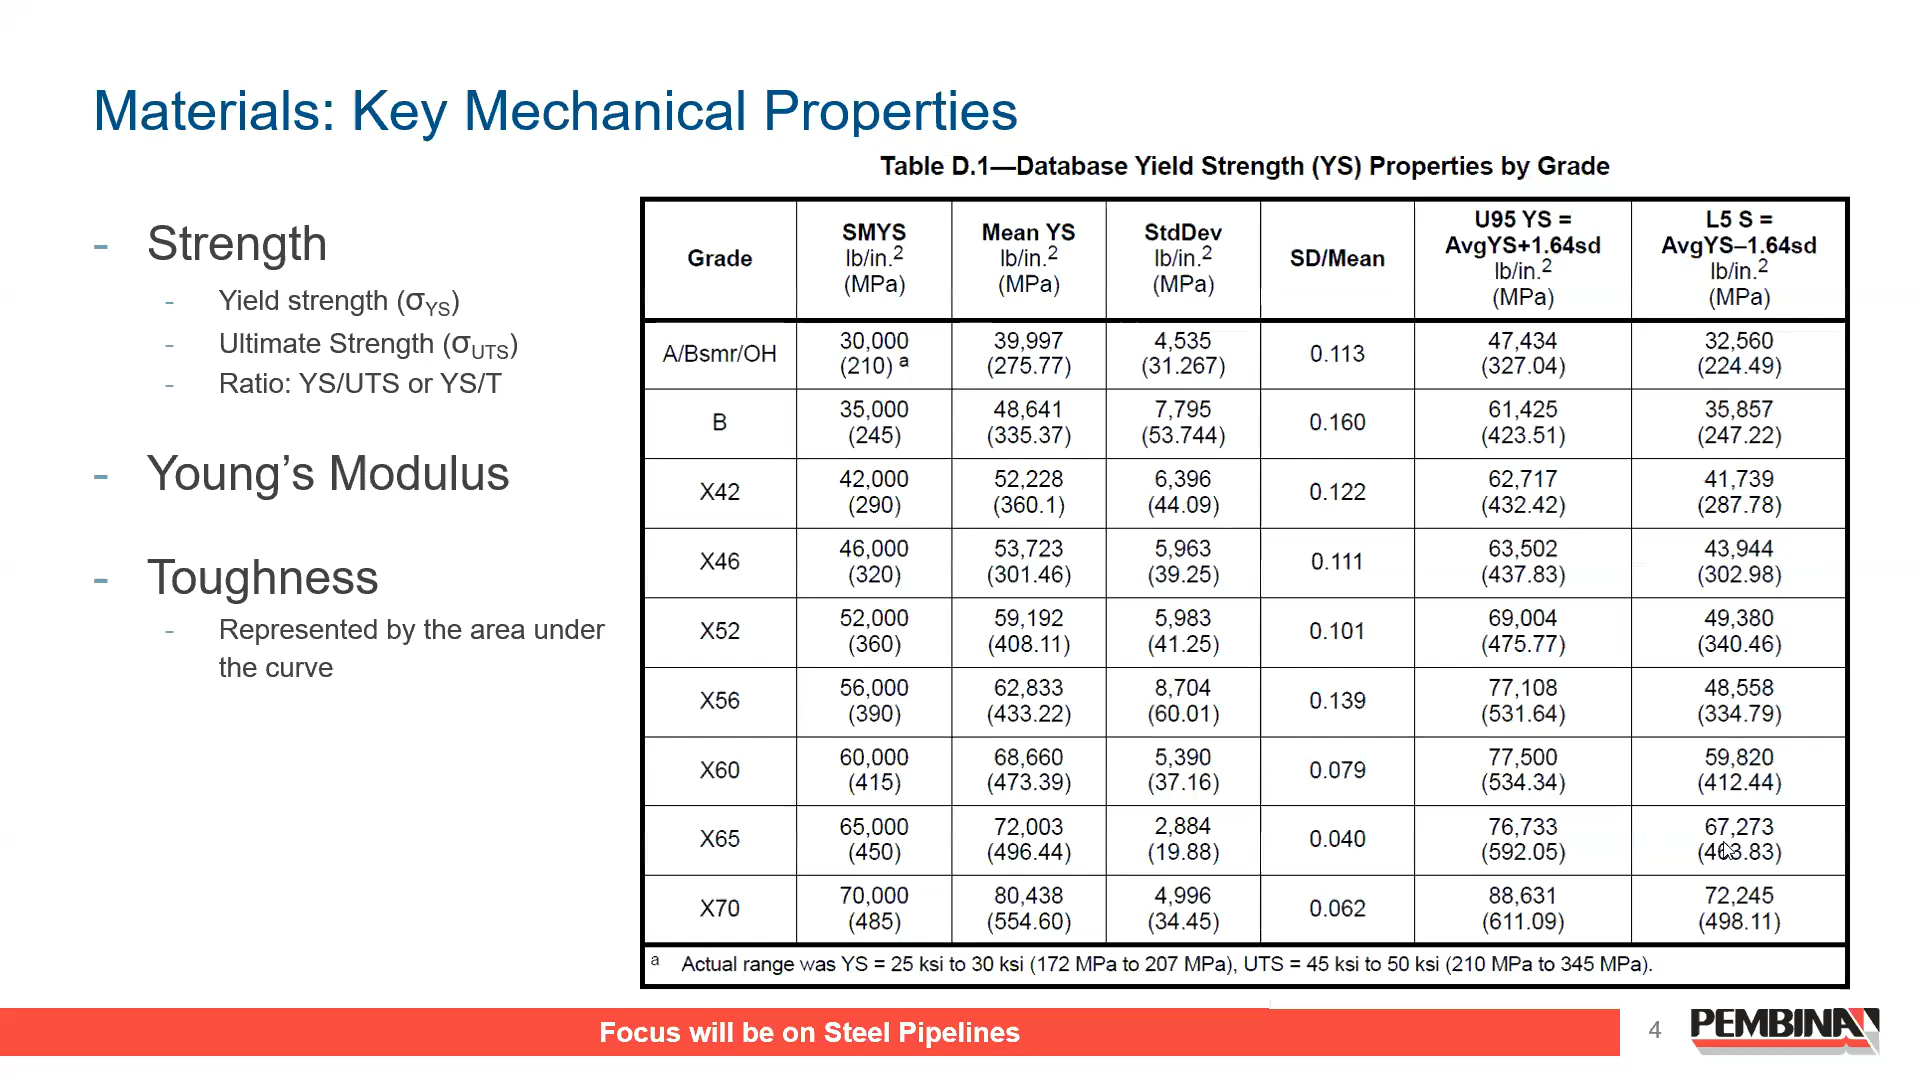 Materials: Key Mechanical Properties
- Strength
- Yield strength (σYS)
- Ultimate Strength (σUTS)
- Ratio: YS/UTS or YS/T
- Young's Modulus
- Toughness
- Represented by the area under
the curve
Table D.1—Database Yield Strength (YS) Properties by Grade
Grade
SMYS
lb/in.2
(MPa)
Mean YS
lb/in.2
(MPa)
StdDev
lb/in.2
(MPa)
SD/Mean
U95 YS =
AvgYS+1.64sd
lb/in.2
(MPa)
L5 S =
AvgYS–1.64sd
lb/in.2
(MPa)
A/Bsmr/OH
30,000
(210) a
39,997
(275.77)
4,535
(31.267)
0.113
47,434
(327.04)
32,560
(224.49)
B
35,000
(245)
48,641
(335.37)
7,795
(53.744)
0.160
61,425
(423.51)
35,857
(247.22)
X42
42,000
(290)
52,228
(360.1)
6,396
(44.09)
0.122
62,717
(432.42)
41,739
(287.78)
X46
46,000
(320)
53,723
(301.46)
5,963
(39.25)
0.111
63,502
(437.83)
43,944
(302.98)
X52
52,000
(360)
59,192
(408.11)
5,983
(41.25)
0.101
69,004
(475.77)
49,380
(340.46)
X56
56,000
(390)
62,833
(433.22)
8,704
(60.01)
0.139
77,108
(531.64)
48,558
(334.79)
X60
60,000
(415)
68,660
(473.39)
5,390
(37.16)
0.079
77,500
(534.34)
59,820
(412.44)
X65
65,000
(450)
72,003
(496.44)
2,884
(19.88)
0.040
76,733
(592.05)
67,273
(463.83)
X70
70,000
(485)
80,438
(554.60)
4,996
(34.45)
0.062
88,631
(611.09)
72,245
(498.11)
a Actual range was YS = 25 ksi to 30 ksi (172 MPa to 207 MPa), UTS = 45 ksi to 50 ksi (210 MPa to 345 MPa).
Focus will be on Steel Pipelines
4
PEMBINA